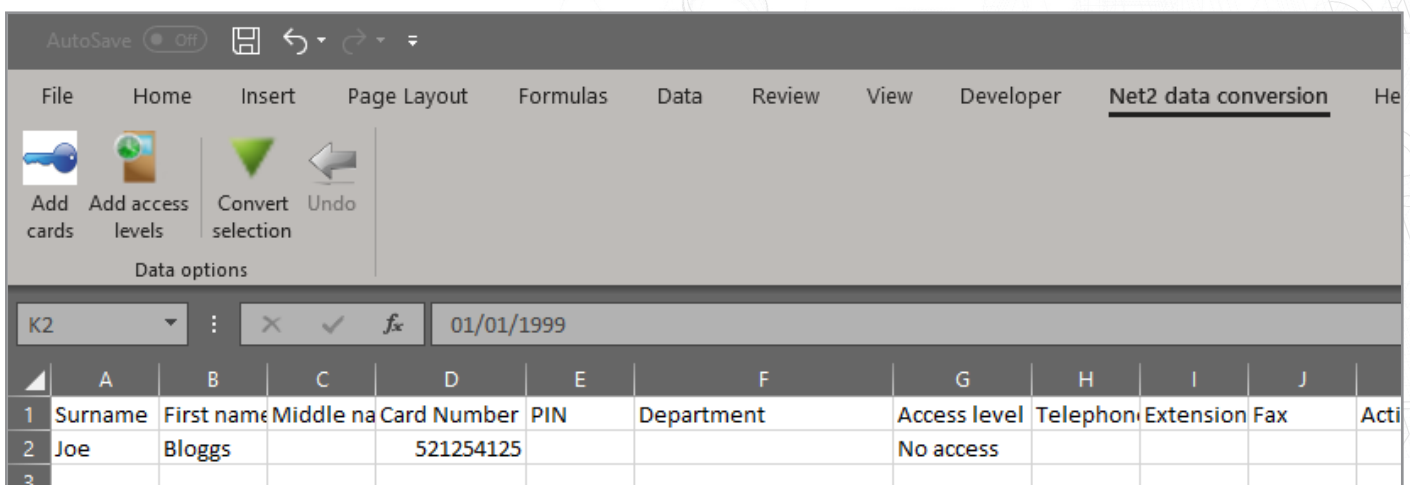 AutoSave Off
File Home Insert Page Layout Formulas Data Review View Developer Net2 data conversion He
Add cards Add access levels Convert selection Undo
Data options
K2 fx 01/01/1999
A B C D E F G H I J
1 Surname First name Middle na Card Number PIN Department Access level Telephon Extension Fax Acti
2 Joe Bloggs 521254125 No access
3